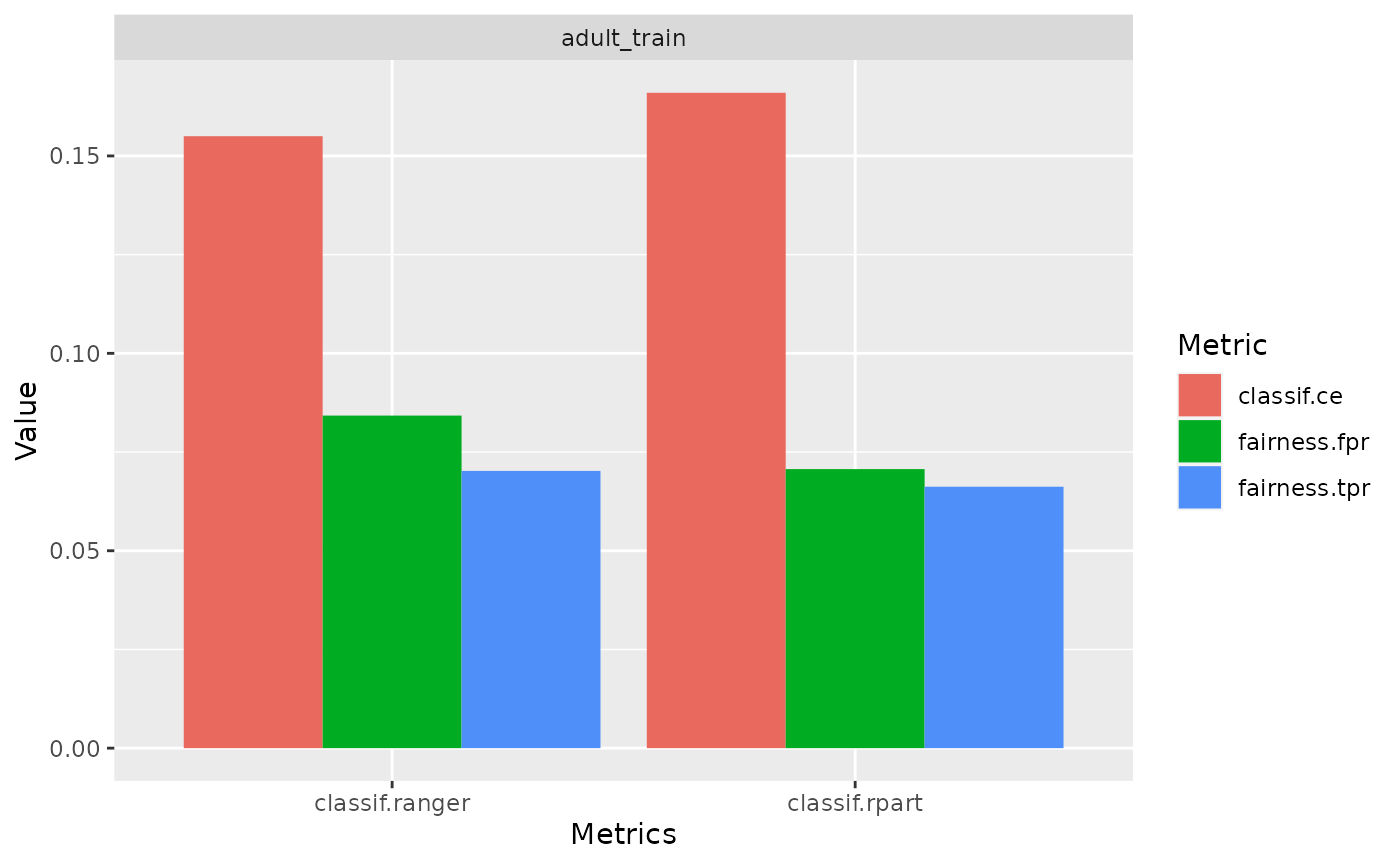 adult_train
0.15
0.10
0.05
0.00
Value
classif.ranger
classif.rpart
Metrics
Metric
classif.ce
fairness.fpr
fairness.tpr